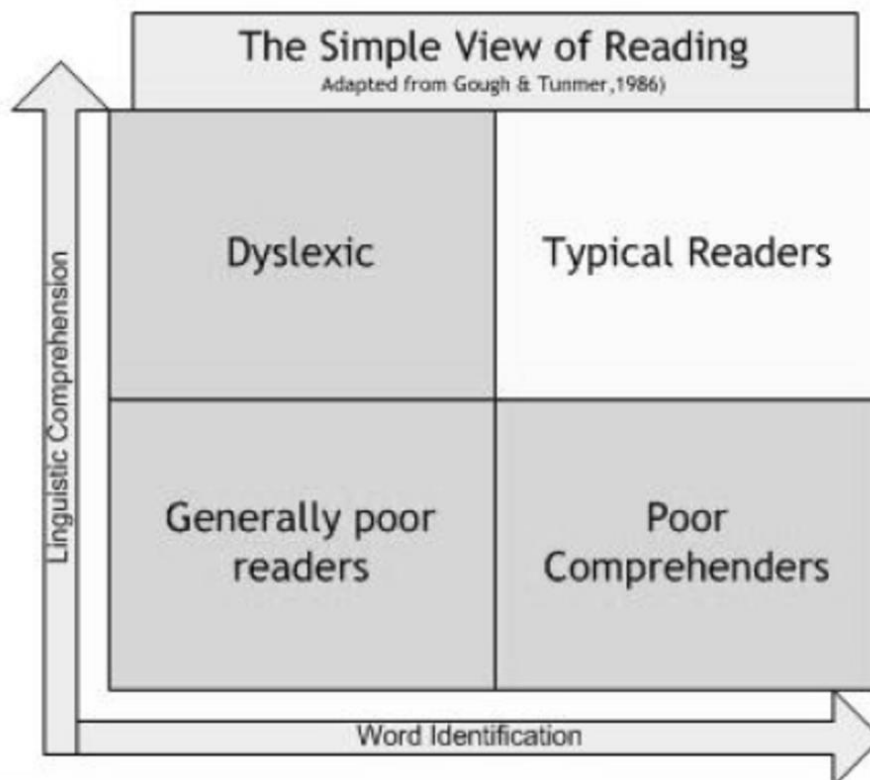 The Simple View of Reading
Adapted from Gough & Tunmer,1986)
Dyslexic
Typical Readers
Linguistic Comprehension
Generally poor
readers
Poor
Comprehenders
Word Identification